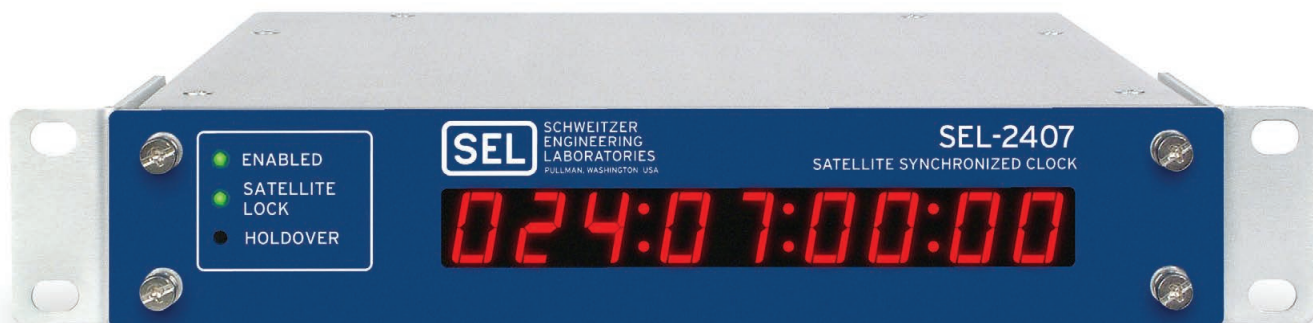 ENABLED
SATELLITE
LOCK
HOLDOVER
SEL
SCHWEITZER
ENGINEERING
LABORATORIES
PULLMAN, WASHINGTON USA
SEL-2407
SATELLITE SYNCHRONIZED CLOCK
024:07:00:00